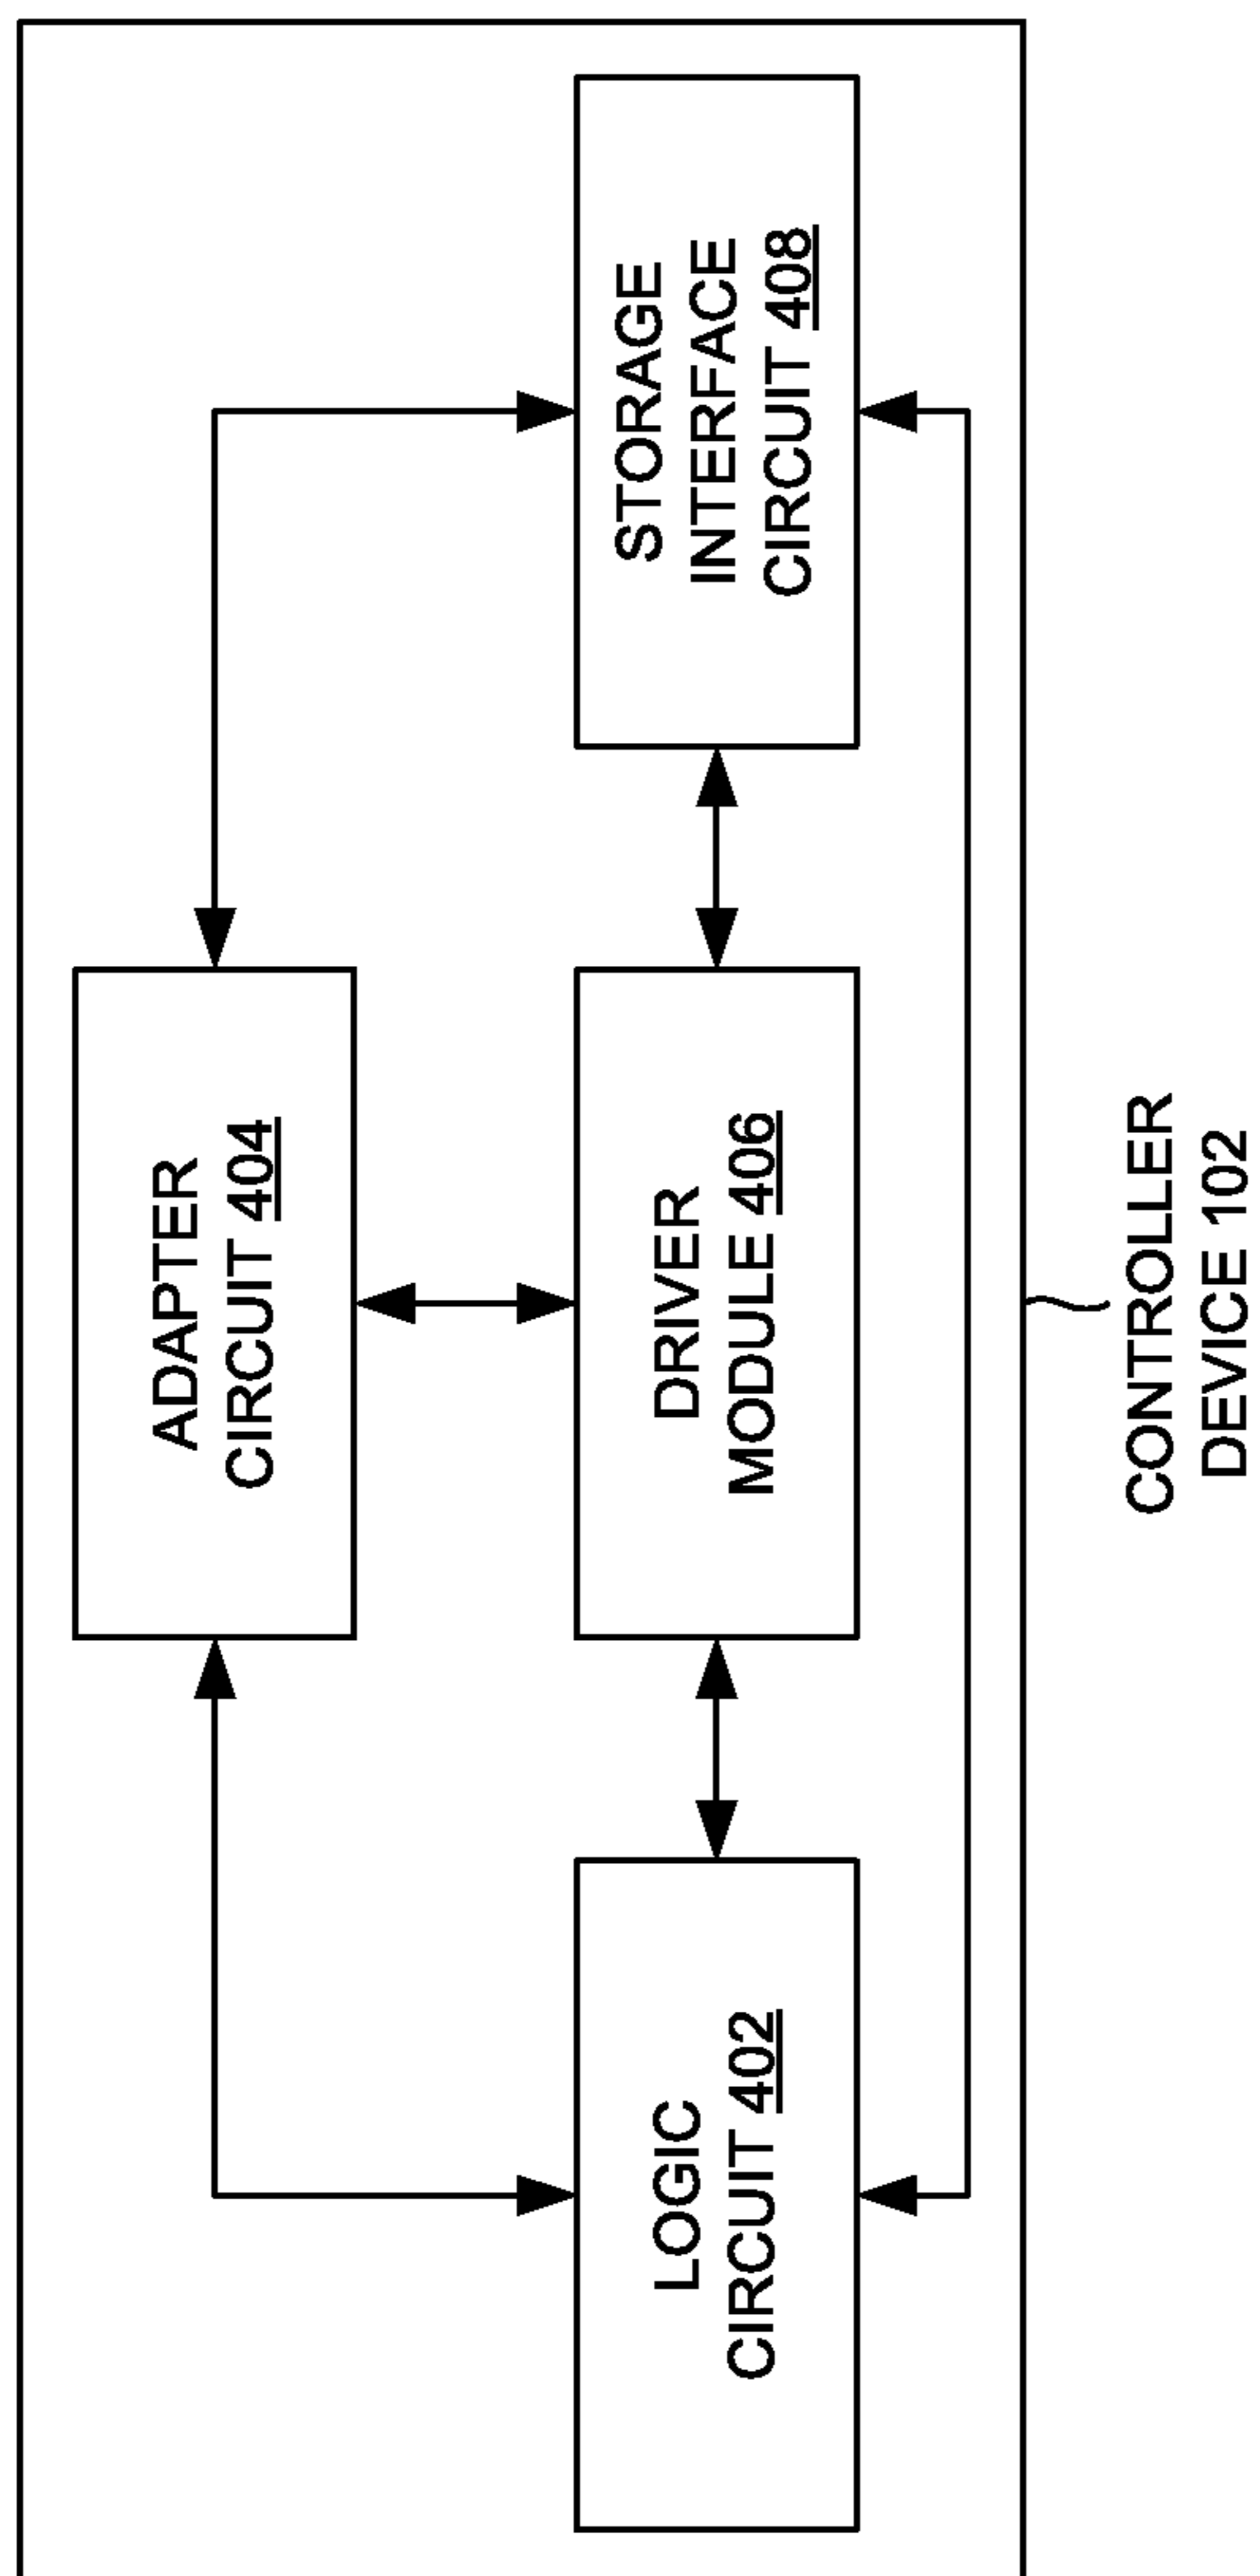 ADAPTER
CIRCUIT 404
LOGIC
CIRCUIT 402
DRIVER
MODULE 406
STORAGE
INTERFACE
CIRCUIT 408
CONTROLLER
DEVICE 102